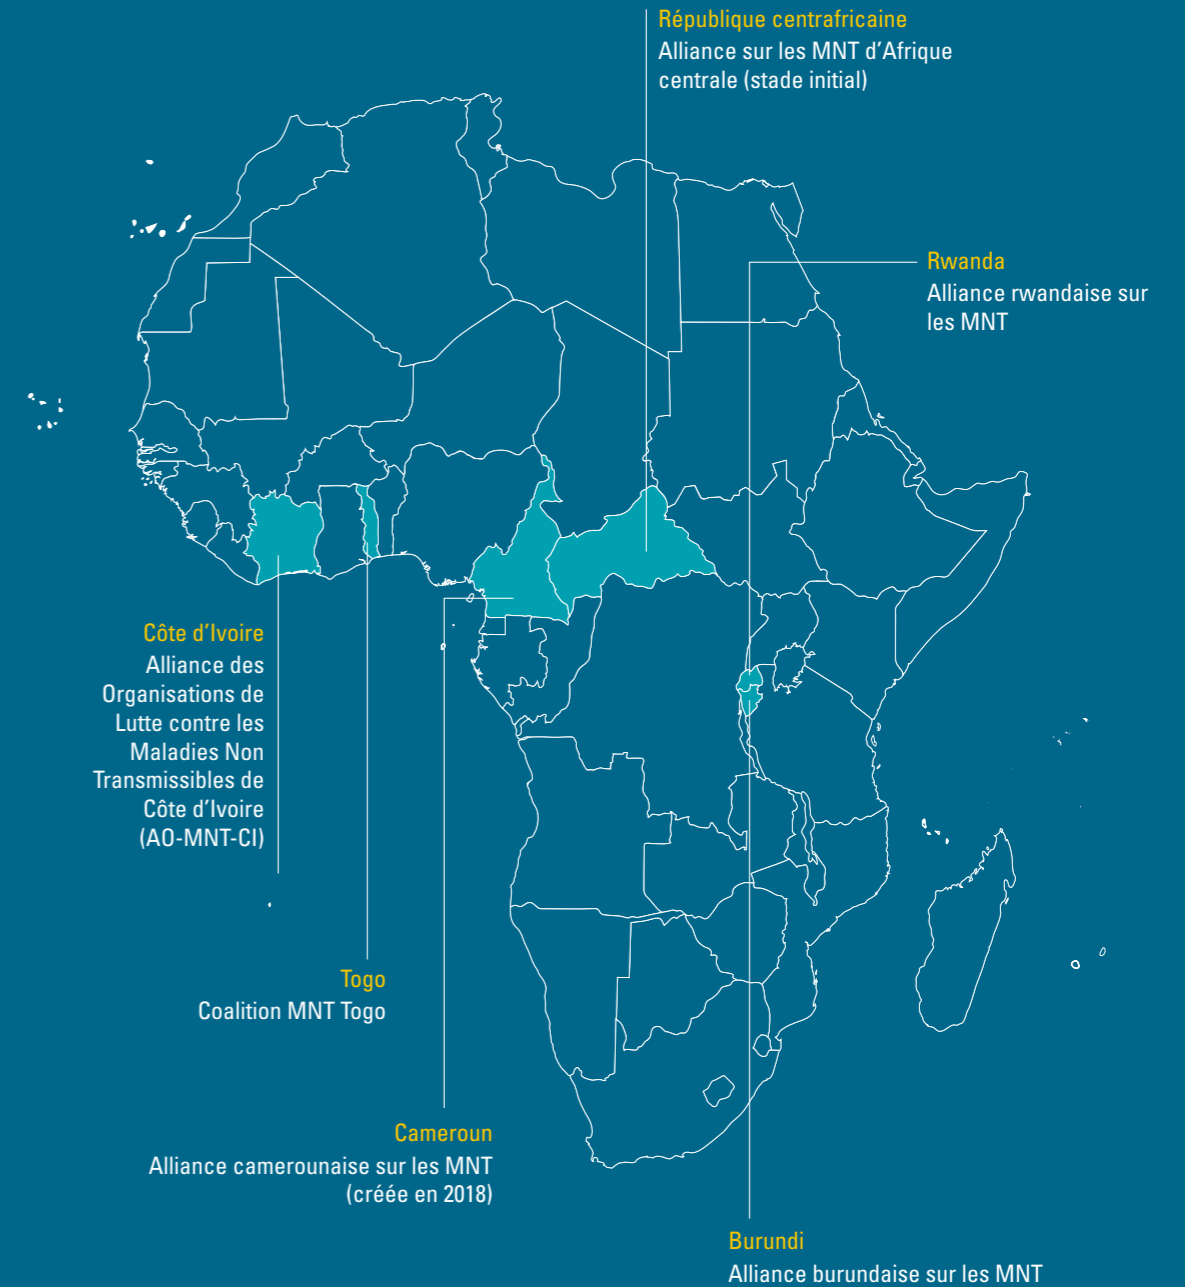 République centrafricaine
Alliance sur les MNT d’Afrique
centrale (stade initial)
Rwanda
Alliance rwandaise sur
les MNT
Côte d’Ivoire
Alliance des
Organisations de
Lutte contre les
Maladies Non
Transmissibles de
Côte d’Ivoire
(AO-MNT-CI)
Togo
Coalition MNT Togo
Cameroun
Alliance camerounaise sur les MNT
(créée en 2018)
Burundi
Alliance burundaise sur les MNT